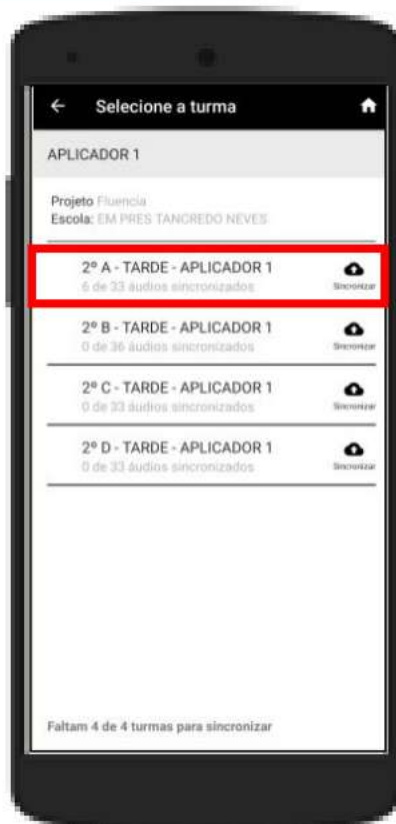 Selecione a turma
APLICADOR 1
Projeto Fluencia
Escola: EM PRES TANCREDO NEVES
2º A - TARDE - APLICADOR 1
6 de 33 áudios sincronizados
Sincronizar
2º B - TARDE - APLICADOR 1
0 de 36 áudios sincronizados
Sincronizar
2º C - TARDE - APLICADOR 1
0 de 33 áudios sincronizados
Sincronizar
2º D - TARDE - APLICADOR 1
0 de 33 áudios sincronizados
Sincronizar
Faltam 4 de 4 turmas para sincronizar